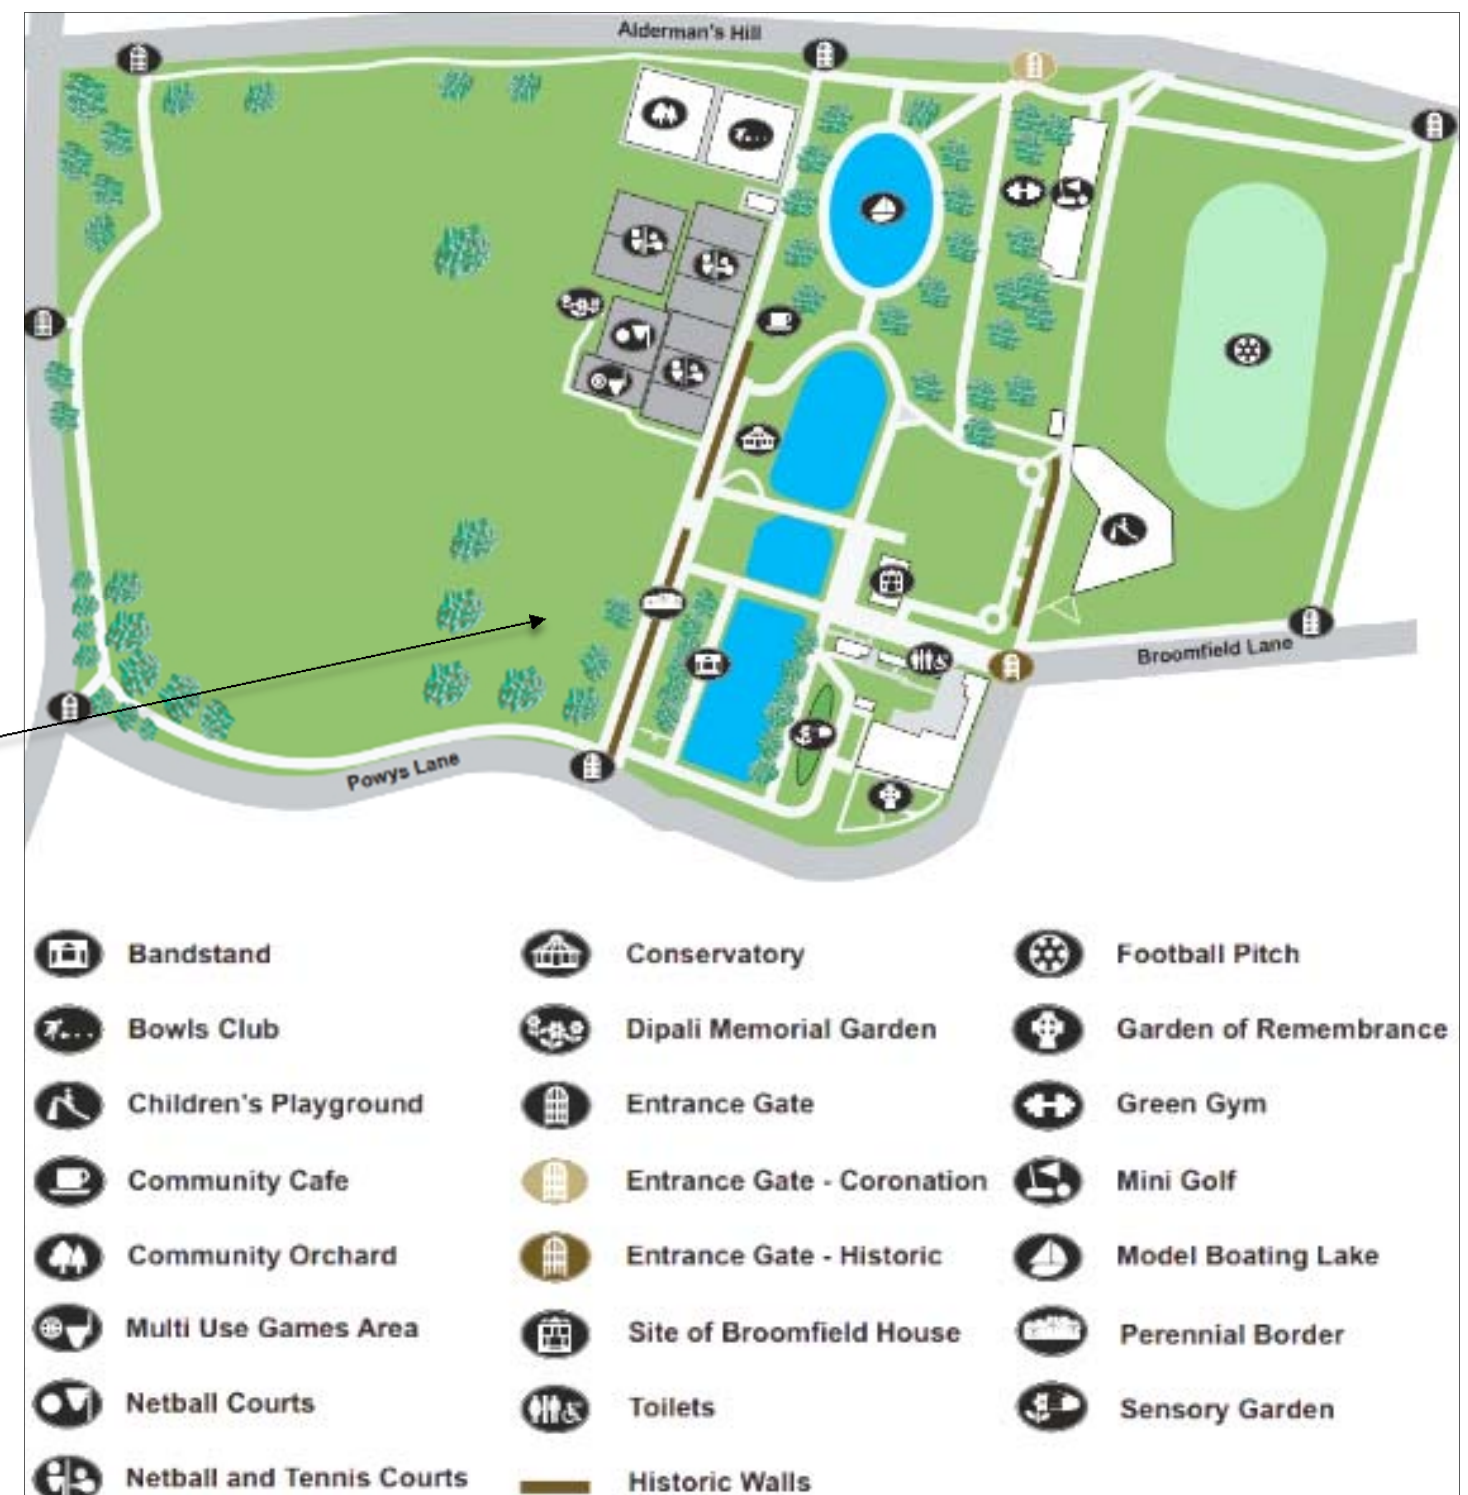 Alderman's Hill
Broomfield Lane
Powys Lane
Bandstand
Conservatory
Football Pitch
Bowls Club
Dipali Memorial Garden
Garden of Remembrance
Children's Playground
Entrance Gate
Green Gym
Community Cafe
Entrance Gate - Coronation
Mini Golf
Community Orchard
Entrance Gate - Historic
Model Boating Lake
Multi Use Games Area
Site of Broomfield House
Perennial Border
Netball Courts
Toilets
Sensory Garden
Netball and Tennis Courts
Historic Walls